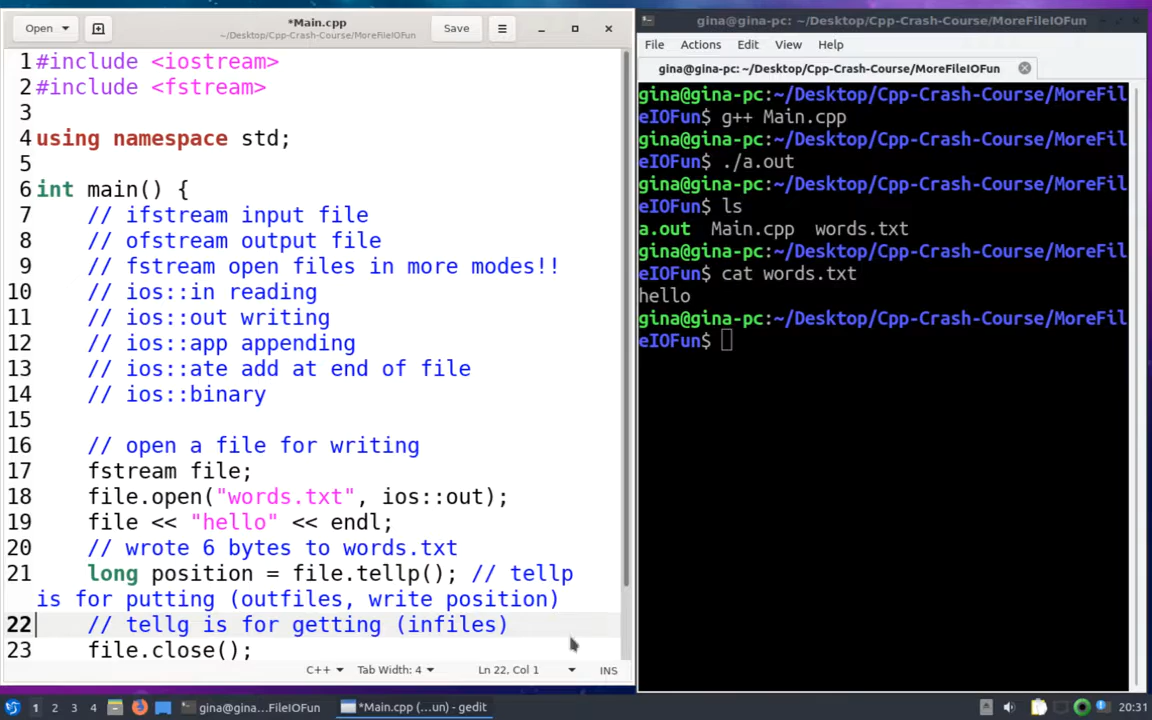 Open
*Main.cpp
~/Desktop/Cpp-Crash-Course/MoreFileIOFun
Save
1 #include <iostream>
2 #include <fstream>
3
4 using namespace std;
5
6 int main() {
7     // ifstream input file
8     // ofstream output file
9     // fstream open files in more modes!!
10     // ios::in reading
11     // ios::out writing
12     // ios::app appending
13     // ios::ate add at end of file
14     // ios::binary
15
16     // open a file for writing
17     fstream file;
18     file.open("words.txt", ios::out);
19     file << "hello" << endl;
20     // wrote 6 bytes to words.txt
21     long position = file.tellp(); // tellp
is for putting (outfiles, write position)
22     // tellg is for getting (infiles)
23     file.close();
C++ Tab Width: 4 Ln 22, Col 1 INS
gina@gina-pc: ~/Desktop/Cpp-Crash-Course/MoreFileIOFun
File Actions Edit View Help
gina@gina-pc: ~/Desktop/Cpp-Crash-Course/MoreFileIOFun
gina@gina-pc:~/Desktop/Cpp-Crash-Course/MoreFil
eIOFun$ g++ Main.cpp
gina@gina-pc:~/Desktop/Cpp-Crash-Course/MoreFil
eIOFun$ ./a.out
gina@gina-pc:~/Desktop/Cpp-Crash-Course/MoreFil
eIOFun$ ls
a.out  Main.cpp  words.txt
gina@gina-pc:~/Desktop/Cpp-Crash-Course/MoreFil
eIOFun$ cat words.txt
hello
gina@gina-pc:~/Desktop/Cpp-Crash-Course/MoreFil
eIOFun$
1 2 3 4 gina@gina...FileIOFun *Main.cpp (...un) - gedit 20:31